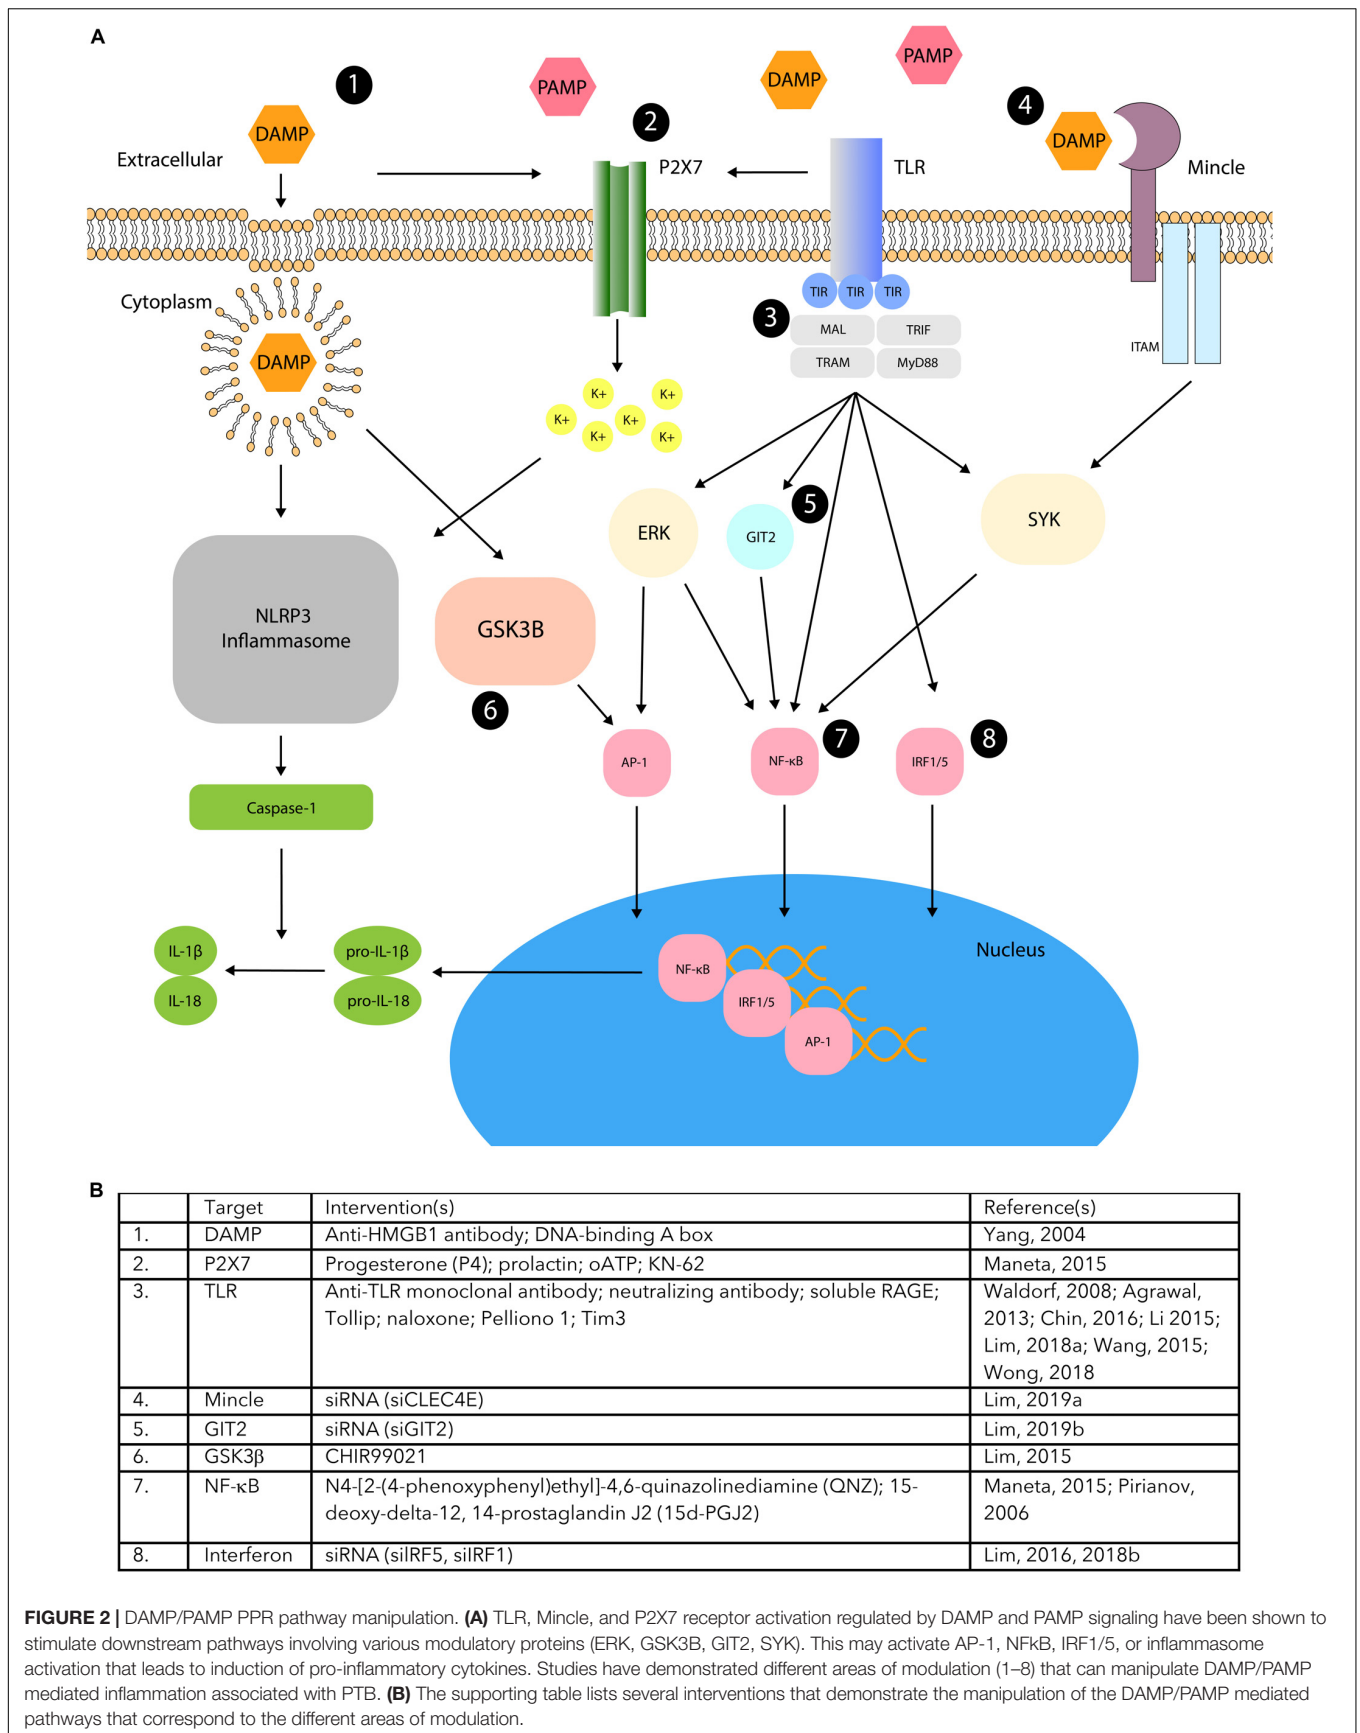 A
1
PAMP
PAMP
DAMP
DAMP
2
4
DAMP
Extracellular
P2X7
TLR
Mincle
Cytoplasm
TIR TIR TIR
3
MAL TRIF
TRAM MyD88
ITAM
DAMP
K+ K+
K+ K+
K+ K+
5
ERK
GIT2
SYK
NLRP3
Inflammasome
GSK3B
6
7
8
AP-1
NF-κB
IRF1/5
Caspase-1
IL-1β
pro-IL-1β
IL-18
pro-IL-18
Nucleus
NF-κB
IRF1/5
AP-1
B
Target Intervention(s) Reference(s)
1. DAMP Anti-HMGB1 antibody; DNA-binding A box Yang, 2004
2. P2X7 Progesterone (P4); prolactin; oATP; KN-62 Maneta, 2015
3. TLR Anti-TLR monoclonal antibody; neutralizing antibody; soluble RAGE; Waldorf, 2008; Agrawal,
Tollip; naloxone; Pelliono 1; Tim3 2013; Chin, 2016; Li 2015;
Lim, 2018a; Wang, 2015;
Wong, 2018
4. Mincle siRNA (siCLEC4E) Lim, 2019a
5. GIT2 siRNA (siGIT2) Lim, 2019b
6. GSK3β CHIR99021 Lim, 2015
7. NF-κB N4-[2-(4-phenoxyphenyl)ethyl]-4,6-quinazolinediamine (QNZ); 15- Maneta, 2015; Pirianov,
deoxy-delta-12, 14-prostaglandin J2 (15d-PGJ2) 2006
8. Interferon siRNA (siIRF5, siIRF1) Lim, 2016, 2018b
FIGURE 2 | DAMP/PAMP PPR pathway manipulation. (A) TLR, Mincle, and P2X7 receptor activation regulated by DAMP and PAMP signaling have been shown to
stimulate downstream pathways involving various modulatory proteins (ERK, GSK3B, GIT2, SYK). This may activate AP-1, NFkB, IRF1/5, or inflammasome
activation that leads to induction of pro-inflammatory cytokines. Studies have demonstrated different areas of modulation (1–8) that can manipulate DAMP/PAMP
mediated inflammation associated with PTB. (B) The supporting table lists several interventions that demonstrate the manipulation of the DAMP/PAMP mediated
pathways that correspond to the different areas of modulation.